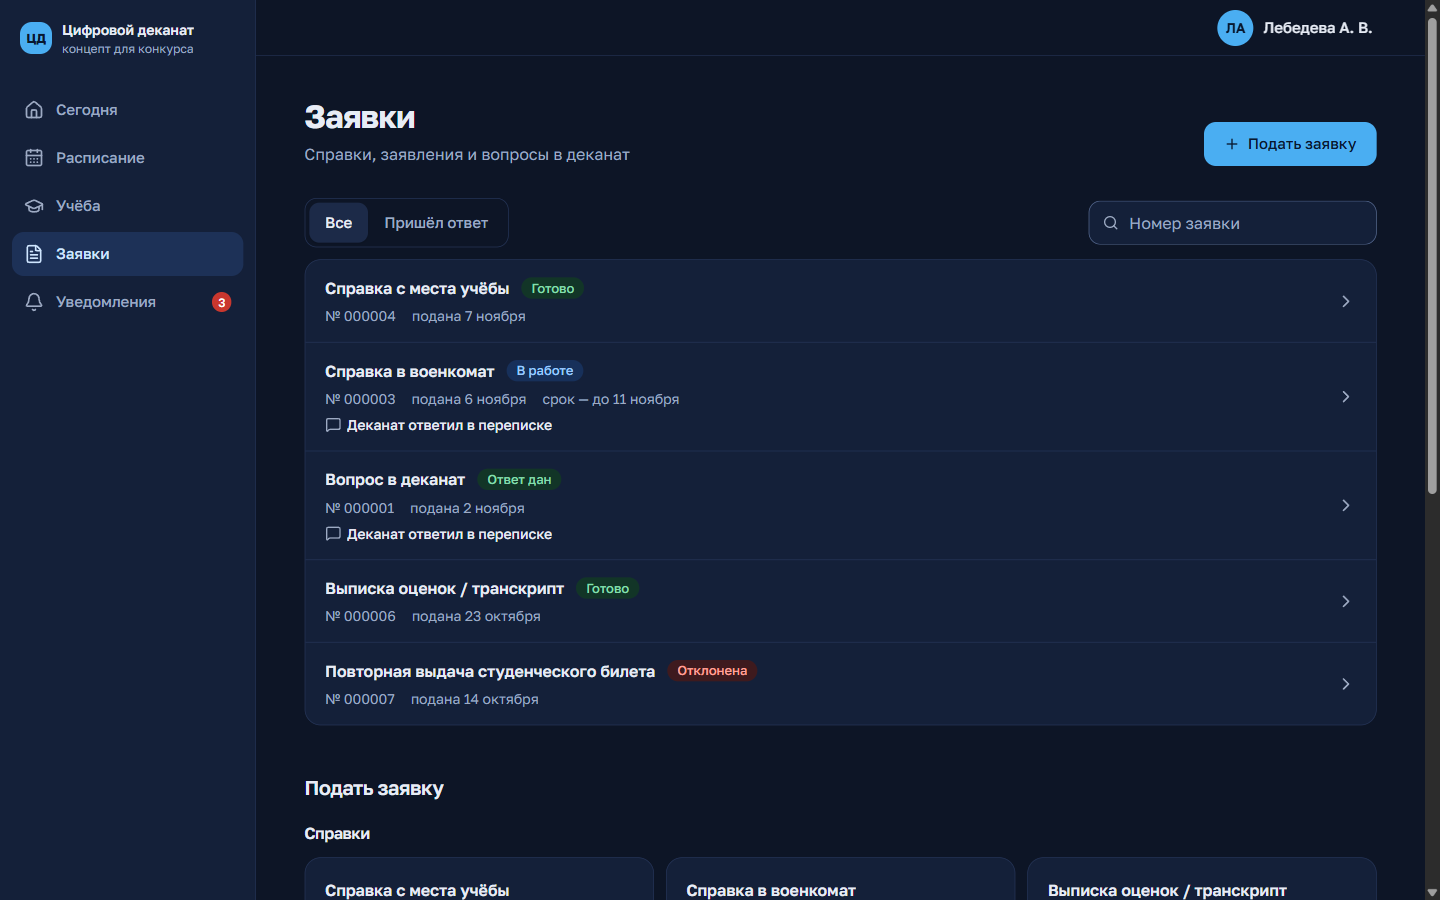 ЦД
Цифровой деканат
концепт для конкурса
Сегодня
Расписание
Учёба
Заявки
Уведомления 3
ЛА Лебедева А. В.
Заявки
Справки, заявления и вопросы в деканат
+ Подать заявку
Все Пришёл ответ
Номер заявки
Справка с места учёбы Готово
№ 000004 подана 7 ноября
Справка в военкомат В работе
№ 000003 подана 6 ноября срок — до 11 ноября
Деканат ответил в переписке
Вопрос в деканат Ответ дан
№ 000001 подана 2 ноября
Деканат ответил в переписке
Выписка оценок / транскрипт Готово
№ 000006 подана 23 октября
Повторная выдача студенческого билета Отклонена
№ 000007 подана 14 октября
Подать заявку
Справки
Справка с места учёбы Справка в военкомат Выписка оценок / транскрипт